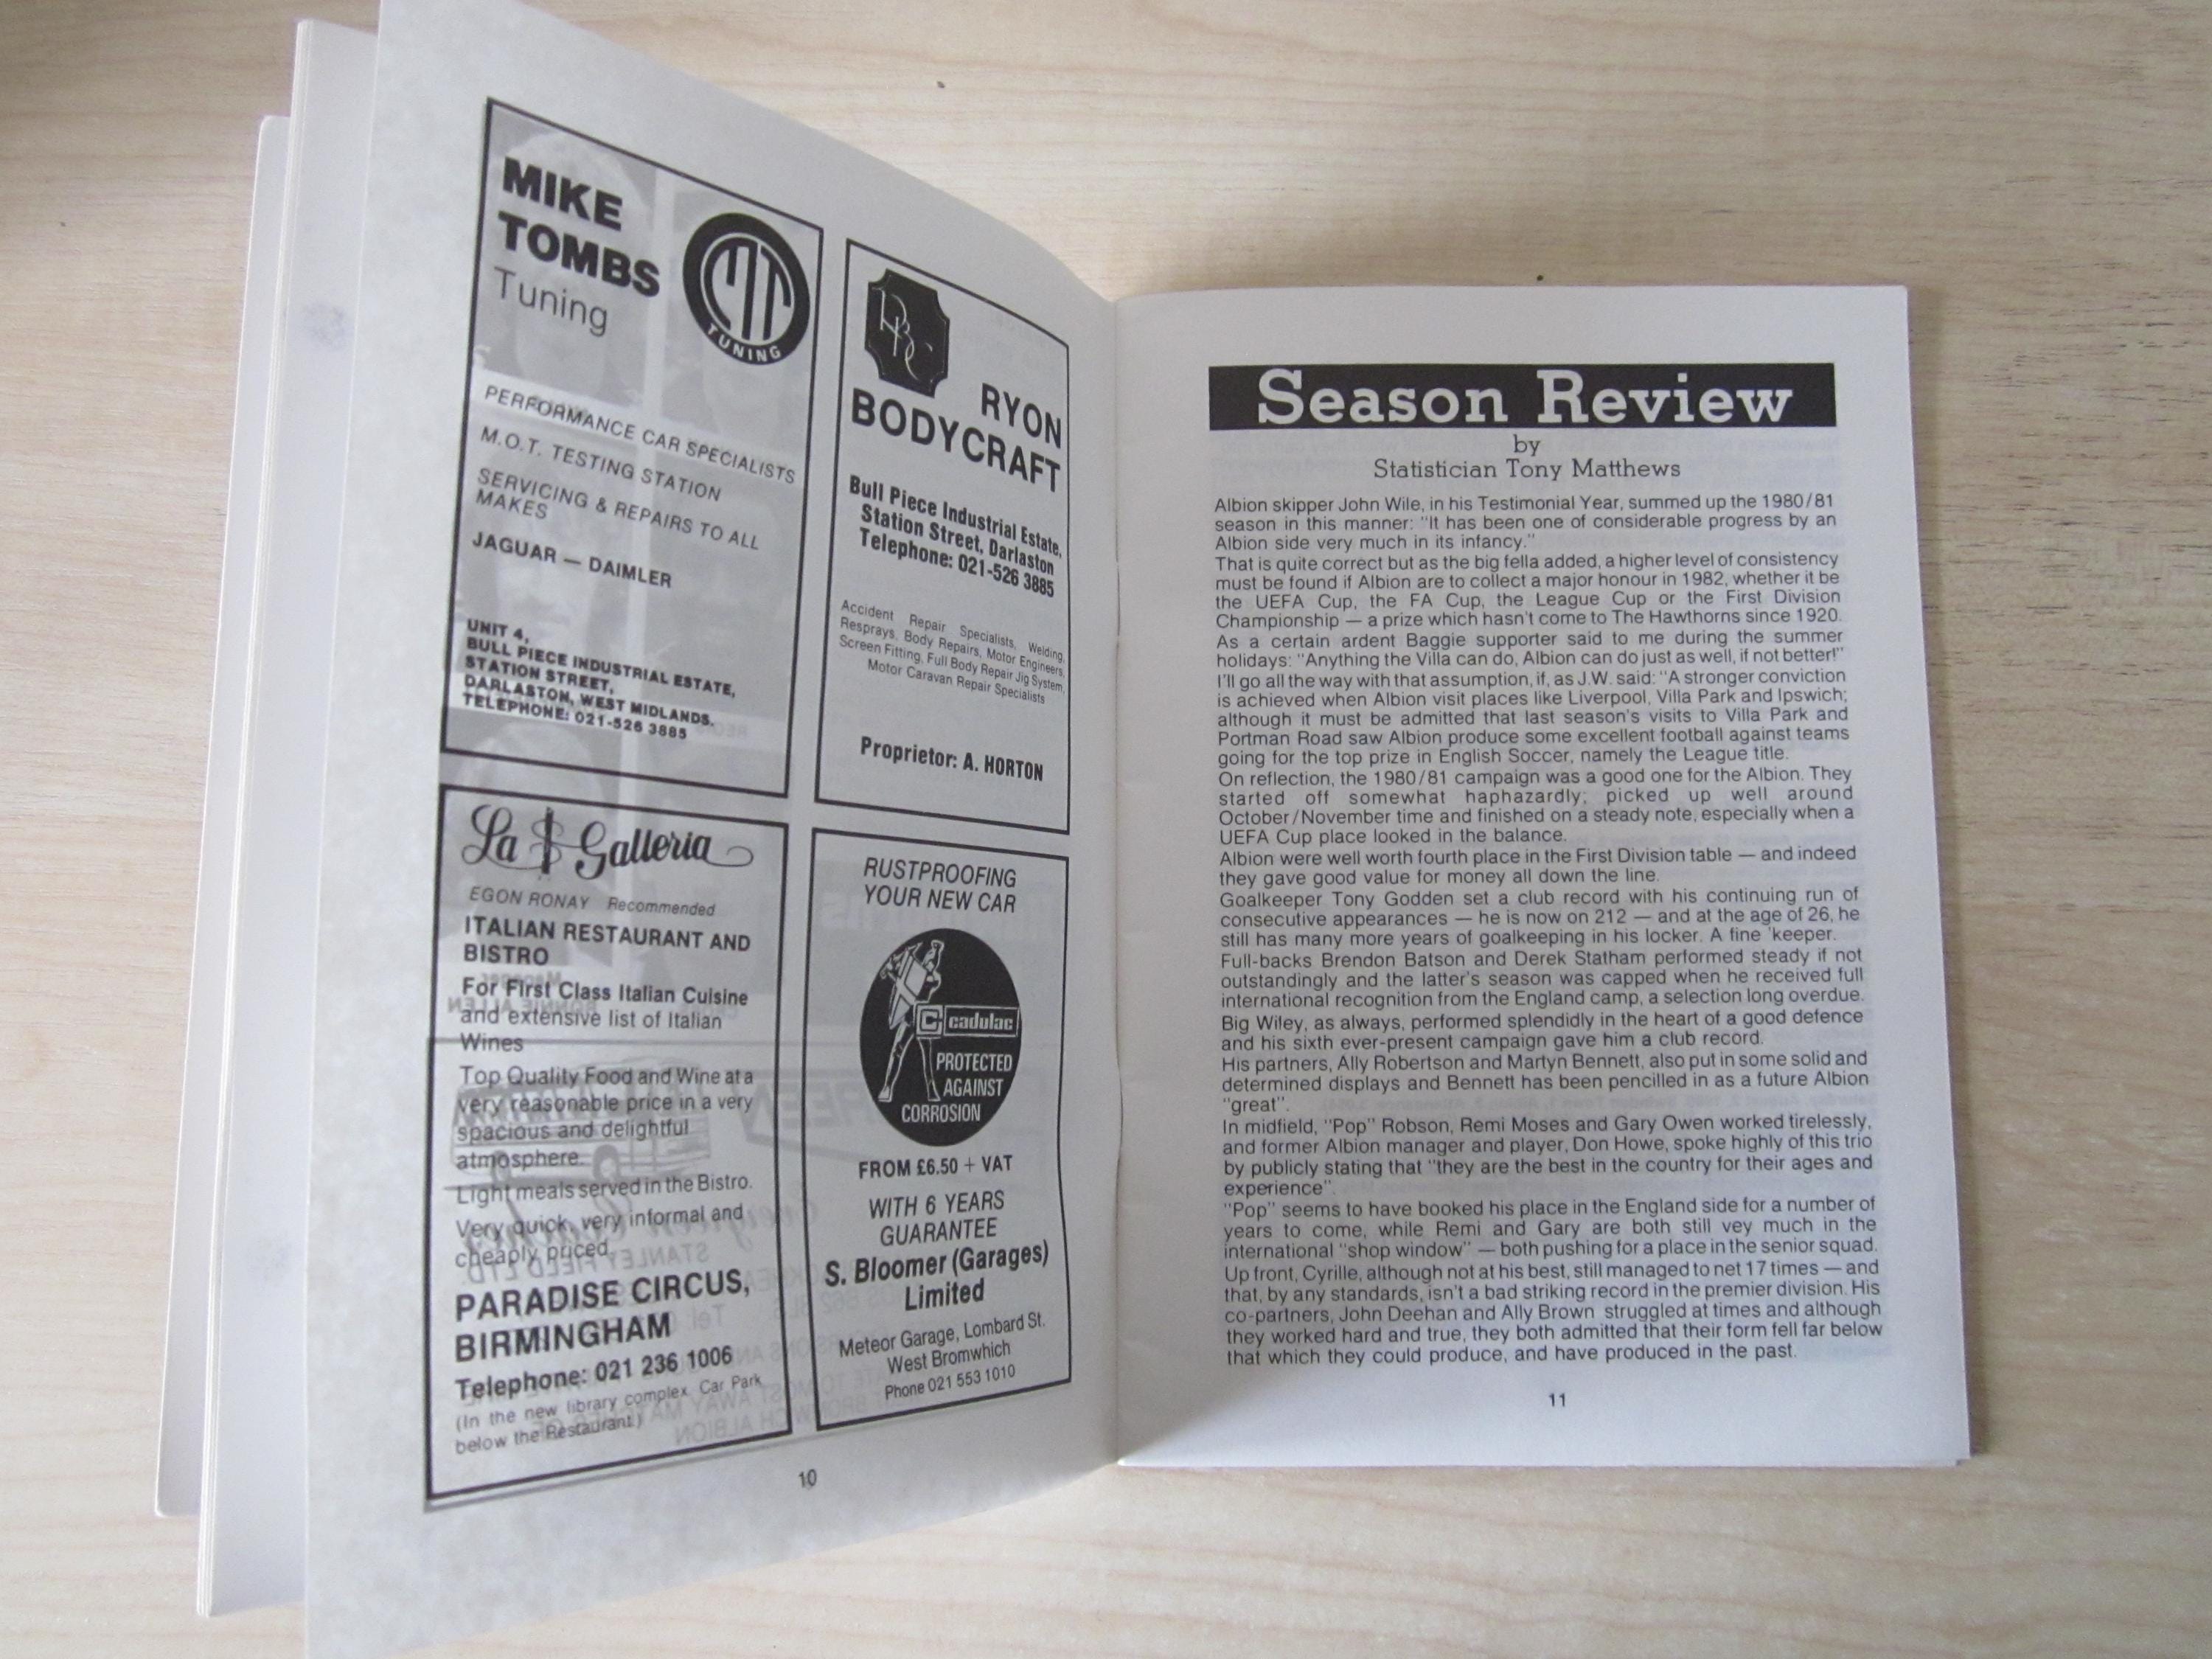 MIKE
TOMBS
Tuning
MT
TUNING
PERFORMANCE CAR SPECIALISTS
M.O.T. TESTING STATION
SERVICING & REPAIRS TO ALL
MAKES
JAGUAR — DAIMLER
UNIT 4,
BULL PIECE INDUSTRIAL ESTATE,
STATION STREET,
DARLASTON, WEST MIDLANDS.
TELEPHONE: 021-526 3885
RYON
BODYCRAFT
Bull Piece Industrial Estate,
Station Street, Darlaston
Telephone: 021-526 3885
Accident Repair Specialists, Welding,
Resprays, Body Repairs, Motor Engineers,
Screen Fitting, Full Body Repair Jig System,
Motor Caravan Repair Specialists
Proprietor: A. HORTON
La Galleria
EGON RONAY Recommended
ITALIAN RESTAURANT AND
BISTRO
For First Class Italian Cuisine
and extensive list of Italian
Wines
Top Quality Food and Wine at a
very reasonable price in a very
spacious and delightful
atmosphere.
Light meals served in the Bistro.
Very quick, very informal and
cheaply priced.
PARADISE CIRCUS,
BIRMINGHAM
Telephone: 021 236 1006
(In the new library complex. Car Park
below the Restaurant.)
RUSTPROOFING
YOUR NEW CAR
C cadulac
PROTECTED
AGAINST
CORROSION
FROM £6.50 + VAT
WITH 6 YEARS
GUARANTEE
S. Bloomer (Garages)
Limited
Meteor Garage, Lombard St.
West Bromwhich
Phone 021 553 1010
10
Season Review
by
Statistician Tony Matthews
Albion skipper John Wile, in his Testimonial Year, summed up the 1980/81
season in this manner: "It has been one of considerable progress by an
Albion side very much in its infancy."
That is quite correct but as the big fella added, a higher level of consistency
must be found if Albion are to collect a major honour in 1982, whether it be
the UEFA Cup, the FA Cup, the League Cup or the First Division
Championship — a prize which hasn't come to The Hawthorns since 1920.
As a certain ardent Baggie supporter said to me during the summer
holidays: "Anything the Villa can do, Albion can do just as well, if not better!"
I'll go all the way with that assumption, if, as J.W. said: "A stronger conviction
is achieved when Albion visit places like Liverpool, Villa Park and Ipswich;
although it must be admitted that last season's visits to Villa Park and
Portman Road saw Albion produce some excellent football against teams
going for the top prize in English Soccer, namely the League title.
On reflection, the 1980/81 campaign was a good one for the Albion. They
started off somewhat haphazardly; picked up well around
October/November time and finished on a steady note, especially when a
UEFA Cup place looked in the balance.
Albion were well worth fourth place in the First Division table — and indeed
they gave good value for money all down the line.
Goalkeeper Tony Godden set a club record with his continuing run of
consecutive appearances — he is now on 212 — and at the age of 26, he
still has many more years of goalkeeping in his locker. A fine 'keeper.
Full-backs Brendon Batson and Derek Statham performed steady if not
outstandingly and the latter's season was capped when he received full
international recognition from the England camp, a selection long overdue.
Big Wiley, as always, performed splendidly in the heart of a good defence
and his sixth ever-present campaign gave him a club record.
His partners, Ally Robertson and Martyn Bennett, also put in some solid and
determined displays and Bennett has been pencilled in as a future Albion
"great".
In midfield, "Pop" Robson, Remi Moses and Gary Owen worked tirelessly,
and former Albion manager and player, Don Howe, spoke highly of this trio
by publicly stating that "they are the best in the country for their ages and
experience".
"Pop" seems to have booked his place in the England side for a number of
years to come, while Remi and Gary are both still vey much in the
international "shop window" — both pushing for a place in the senior squad.
Up front, Cyrille, although not at his best, still managed to net 17 times — and
that, by any standards, isn't a bad striking record in the premier division. His
co-partners, John Deehan and Ally Brown struggled at times and although
they worked hard and true, they both admitted that their form fell far below
that which they could produce, and have produced in the past.
11